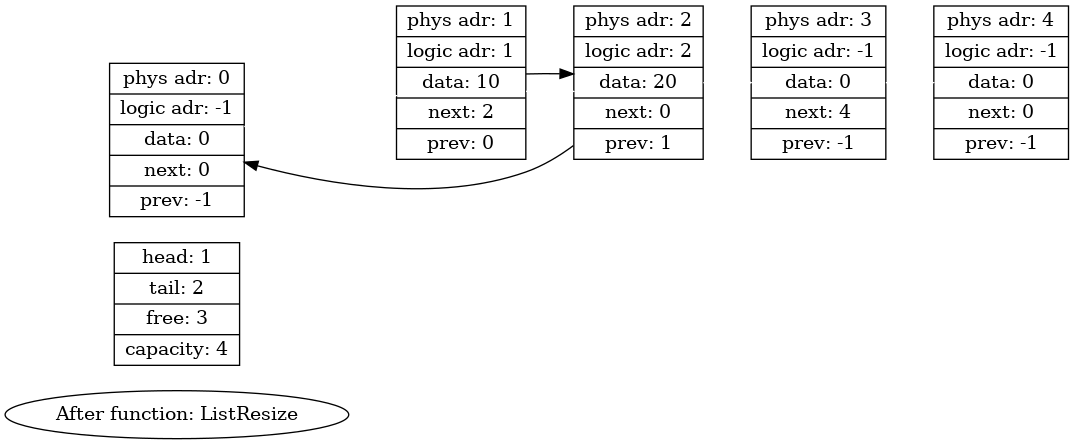 phys adr: 0
logic adr: -1
data: 0
next: 0
prev: -1
phys adr: 1
logic adr: 1
data: 10
next: 2
prev: 0
phys adr: 2
logic adr: 2
data: 20
next: 0
prev: 1
phys adr: 3
logic adr: -1
data: 0
next: 4
prev: -1
phys adr: 4
logic adr: -1
data: 0
next: 0
prev: -1
head: 1
tail: 2
free: 3
capacity: 4
After function: ListResize